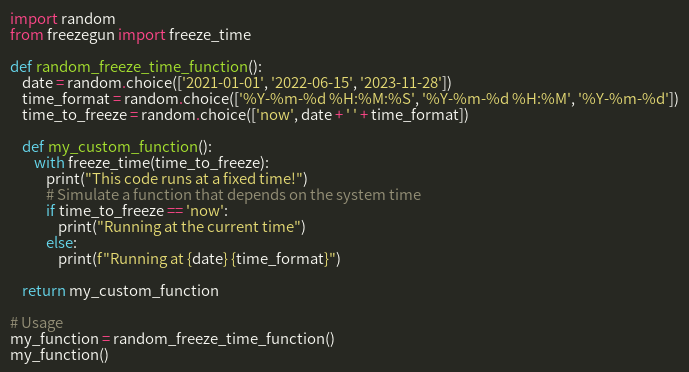 import random
from freezegun import freeze_time
def random_freeze_time_function():
date = random.choice(['2021-01-01', '2022-06-15', '2023-11-28'])
time_format = random.choice(['%Y-%m-%d %H:%M:%S', '%Y-%m-%d %H:%M', '%Y-%m-%d'])
time_to_freeze = random.choice(['now', date + ' ' + time_format])
def my_custom_function():
with freeze_time(time_to_freeze):
print("This code runs at a fixed time!")
# Simulate a function that depends on the system time
if time_to_freeze == 'now':
print("Running at the current time")
else:
print(f"Running at {date} {time_format}")
return my_custom_function
# Usage
my_function = random_freeze_time_function()
my_function()